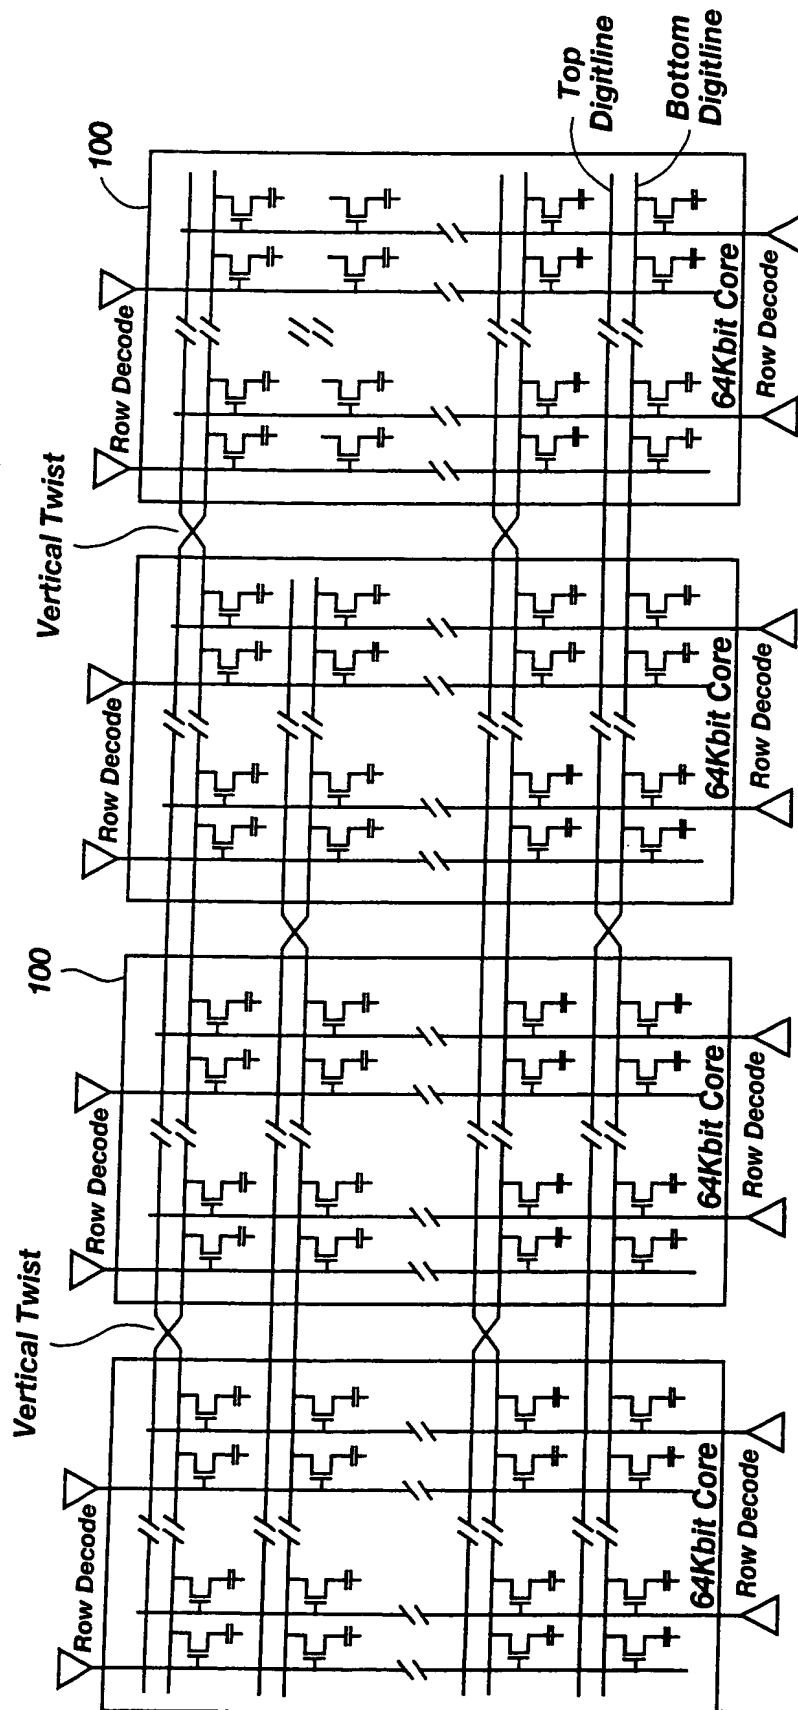 Top
Digitline
Bottom
Digitline
100
Row Decode
64Kbit Core
Row Decode
Vertical Twist
Row Decode
64Kbit Core
Row Decode
100
Row Decode
64Kbit Core
Row Decode
Vertical Twist
Row Decode
64Kbit Core
Row Decode